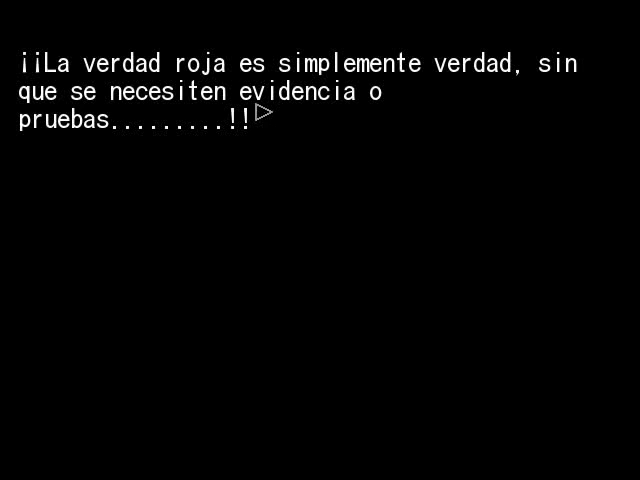 ¡¡La verdad roja es simplemente verdad, sin
que se necesiten evidencia o
pruebas.........!!